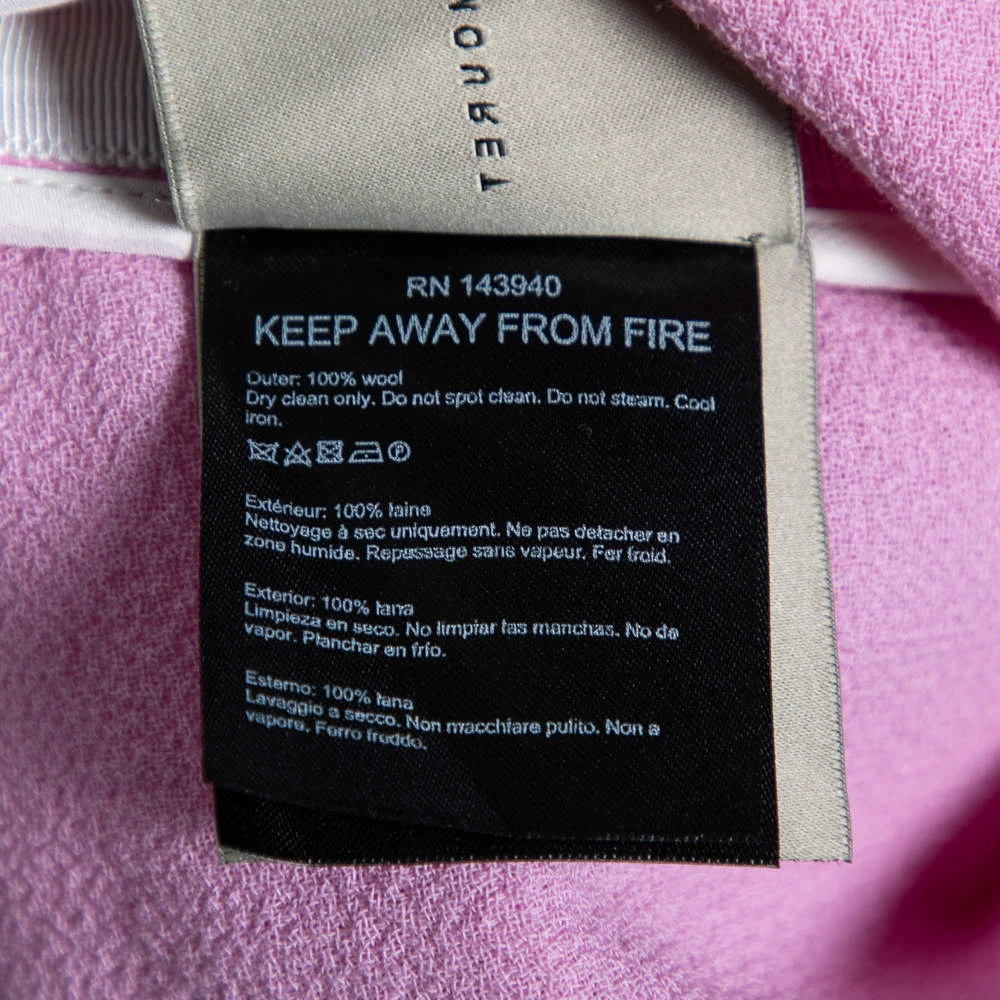 OURET
RN 143940
KEEP AWAY FROM FIRE
Outer: 100% wool
Dry clean only. Do not spot clean. Do not steam. Cool
iron.
Extérieur: 100% laine
Nettoyage à sec uniquement. Ne pas detacher en
zone humide. Repassage sans vapeur. Fer froid.
Exterior: 100% lana
Limpieza en seco. No limpiar las manchas. No de
vapor. Planchar en frío.
Esterno: 100% lana
Lavaggio a secco. Non macchiare pulito. Non a
vapore. Ferro freddo.